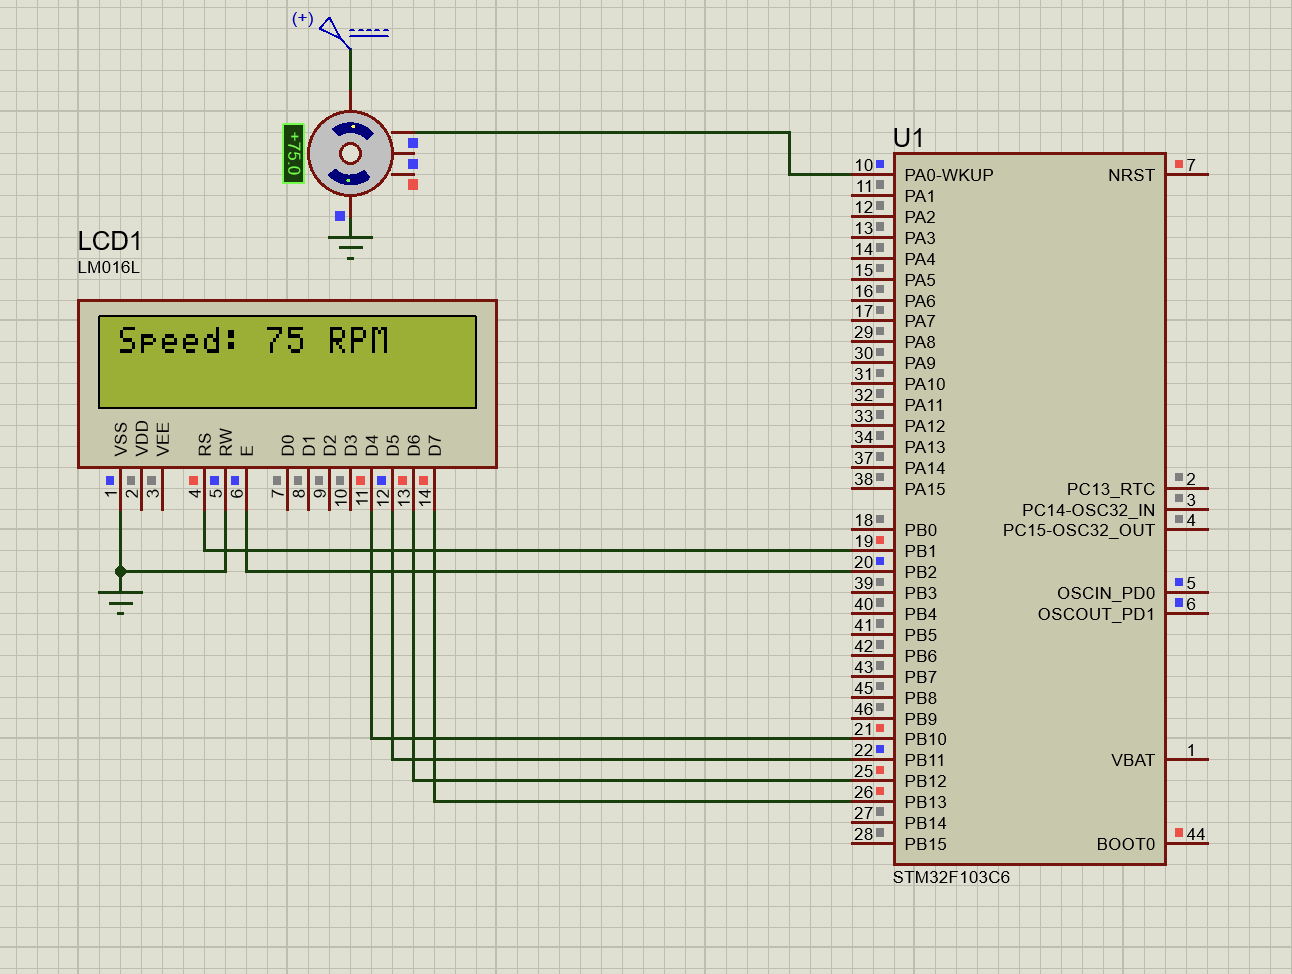 (+)
+75.0
U1
LCD1
LM016L
Speed: 75 RPM
VSS VDD VEE RS RW E D0 D1 D2 D3 D4 D5 D6 D7
1 2 3 4 5 6 7 8 9 10 11 12 13 14
10 PA0-WKUP NRST 7
11 PA1
12 PA2
13 PA3
14 PA4
15 PA5
16 PA6
17 PA7
29 PA8
30 PA9
31 PA10
32 PA11
33 PA12
34 PA13
37 PA14
38 PA15 PC13_RTC 2
PC14-OSC32_IN 3
18 PB0 PC15-OSC32_OUT 4
19 PB1
20 PB2
39 PB3 OSCIN_PD0 5
40 PB4 OSCOUT_PD1 6
41 PB5
42 PB6
43 PB7
45 PB8
46 PB9
21 PB10
22 PB11 VBAT 1
25 PB12
26 PB13
27 PB14
28 PB15 BOOT0 44
STM32F103C6